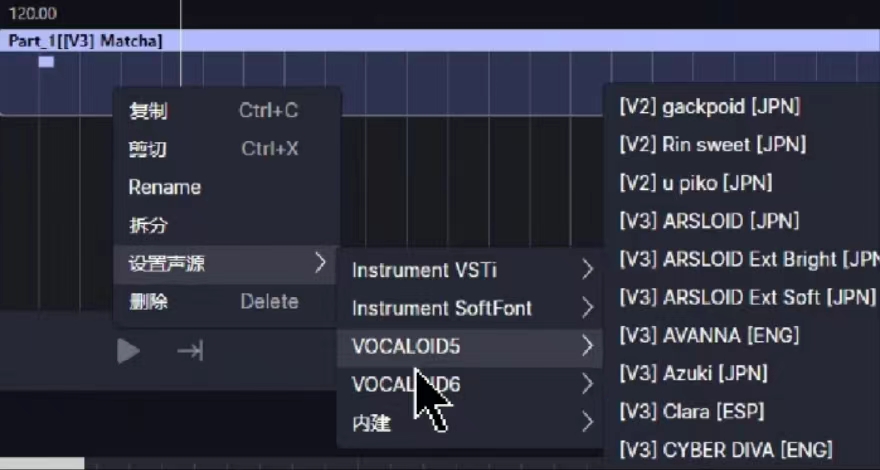 120.00
Part_1[[V3] Matcha]
复制 Ctrl+C
剪切 Ctrl+X
Rename
拆分
设置声源
删除 Delete
Instrument VSTi
Instrument SoftFont
VOCALOID5
VOCALOID6
内建
[V2] gackpoid [JPN]
[V2] Rin sweet [JPN]
[V2] u piko [JPN]
[V3] ARSLOID [JPN]
[V3] ARSLOID Ext Bright [JPN
[V3] ARSLOID Ext Soft [JPN]
[V3] AVANNA [ENG]
[V3] Azuki [JPN]
[V3] Clara [ESP]
[V3] CYBER DIVA [ENG]